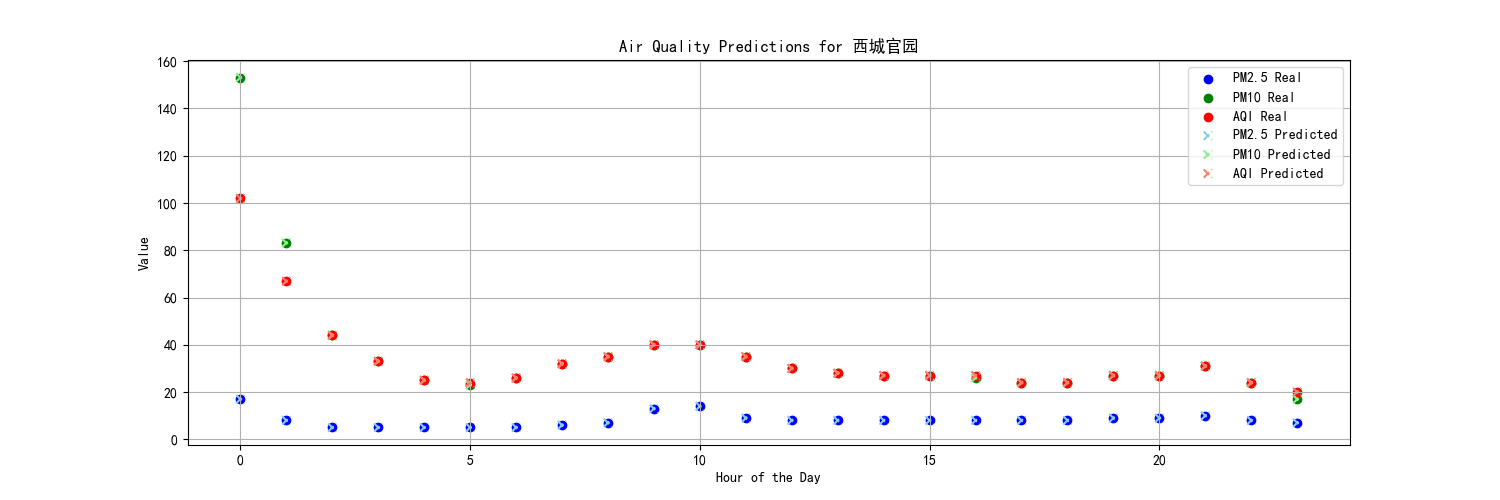 Air Quality Predictions for 西城官园
160
140
120
100
80
60
40
20
0
Value
0 5 10 15 20
Hour of the Day
PM2.5 Real
PM10 Real
AQI Real
PM2.5 Predicted
PM10 Predicted
AQI Predicted